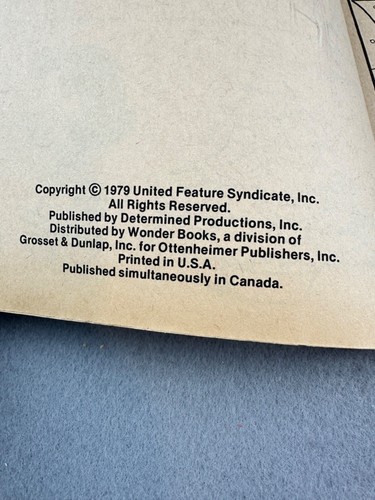 Copyright © 1979 United Feature Syndicate, Inc.
All Rights Reserved.
Published by Determined Productions, Inc.
Distributed by Wonder Books, a division of
Grosset & Dunlap, Inc. for Ottenheimer Publishers, Inc.
Printed in U.S.A.
Published simultaneously in Canada.